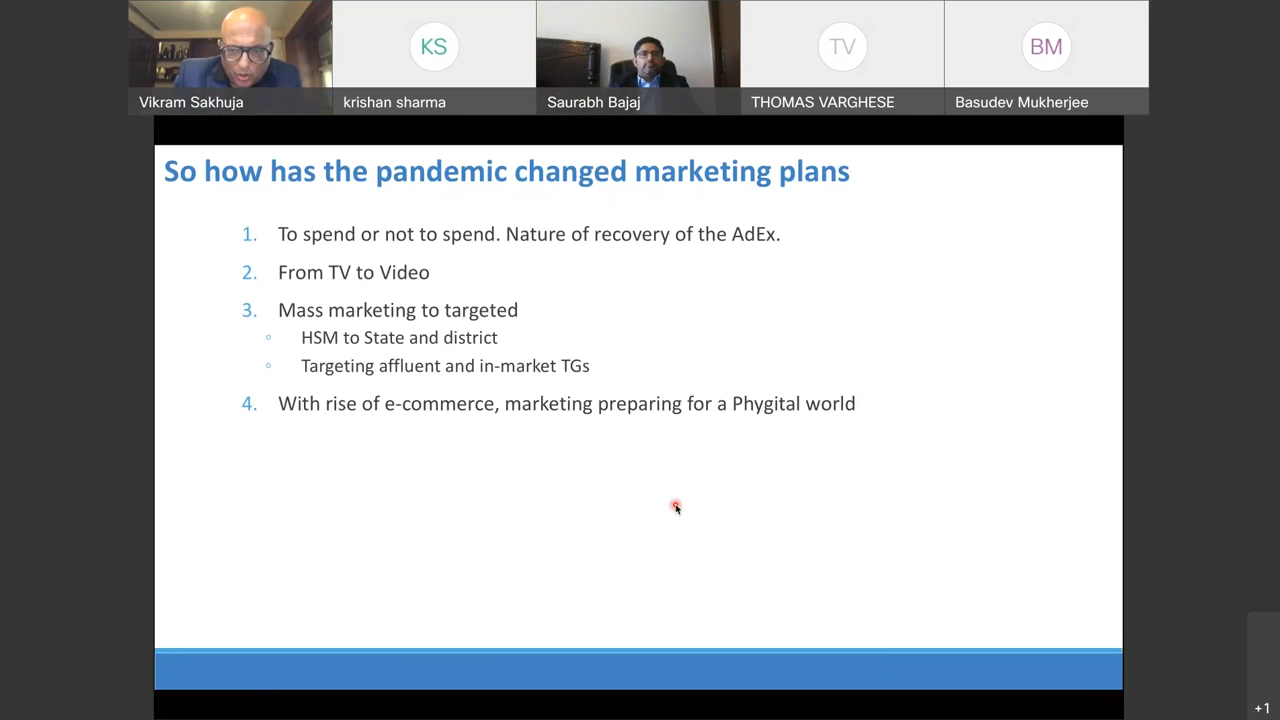 KS
TV
BM
Vikram Sakhuja
krishan sharma
Saurabh Bajaj
THOMAS VARGHESE
Basudev Mukherjee
So how has the pandemic changed marketing plans
1. To spend or not to spend. Nature of recovery of the AdEx.
2. From TV to Video
3. Mass marketing to targeted
◦ HSM to State and district
◦ Targeting affluent and in-market TGs
4. With rise of e-commerce, marketing preparing for a Phygital world
+1